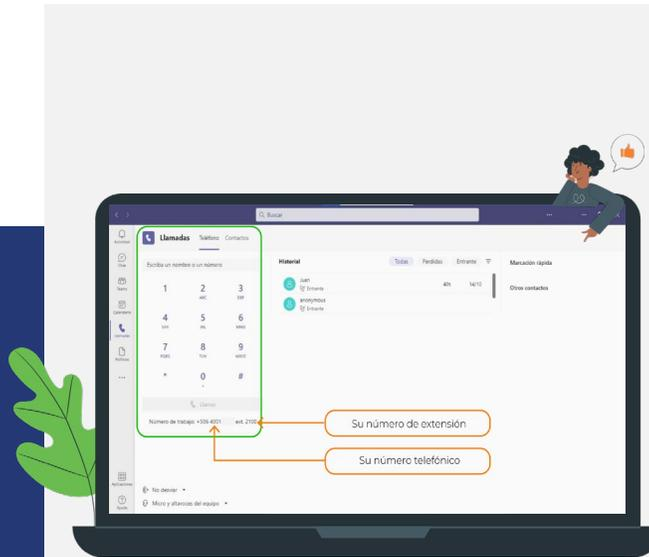 Buscar
Llamadas Teléfono Contactos
Actividad
Chat
Teams
Calendario
Llamadas
Escriba un nombre o un número
1 2 3
ABC DEF
4 5 6
GHI JKL MNO
7 8 9
PQRS TUV WXYZ
* 0 #
+
Llamar
Número de trabajo: +506 4001 ext. 2100
Historial Todas Perdidas Entrante
Juan
Entrante 40s 14/10
anonymous
Entrante
Marcación rápida
Otros contactos
Su número de extensión
Su número telefónico
Aplicaciones
Ayuda
No desviar
Micro y altavoces del equipo